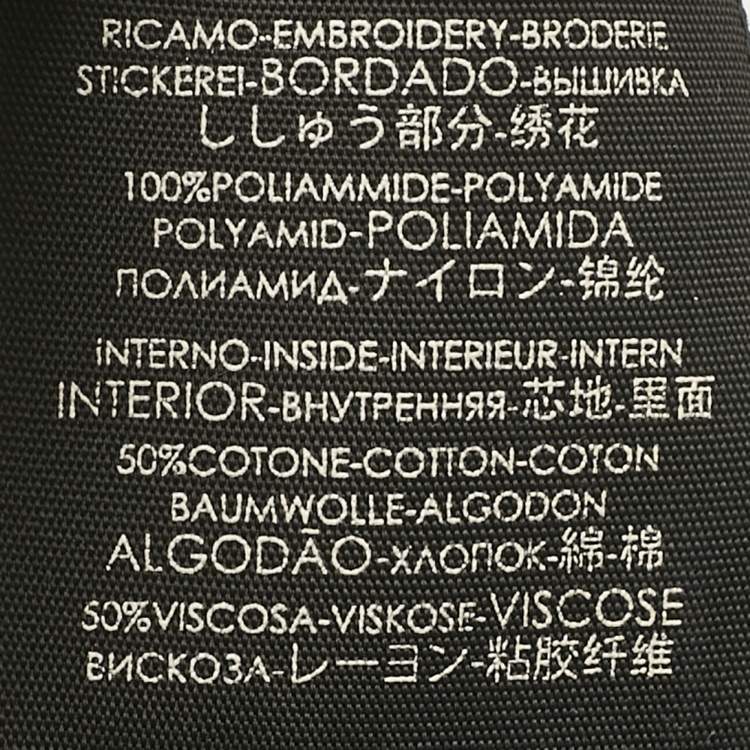 RICAMO-EMBROIDERY-BRODERIE
STICKEREI-BORDADO-ВЫШИВКА
ししゅう部分-绣花
100%POLIAMMIDE-POLYAMIDE
POLYAMID-POLIAMIDA
ПОЛИАМИД-ナイロン-锦纶
INTERNO-INSIDE-INTERIEUR-INTERN
INTERIOR-ВНУТРЕННЯЯ-芯地-里面
50%COTONE-COTTON-COTON
BAUMWOLLE-ALGODON
ALGODÃO-ХЛОПОК-綿-棉
50%VISCOSA-VISKOSE-VISCOSE
ВИСКОЗА-レーヨン-粘胶纤维